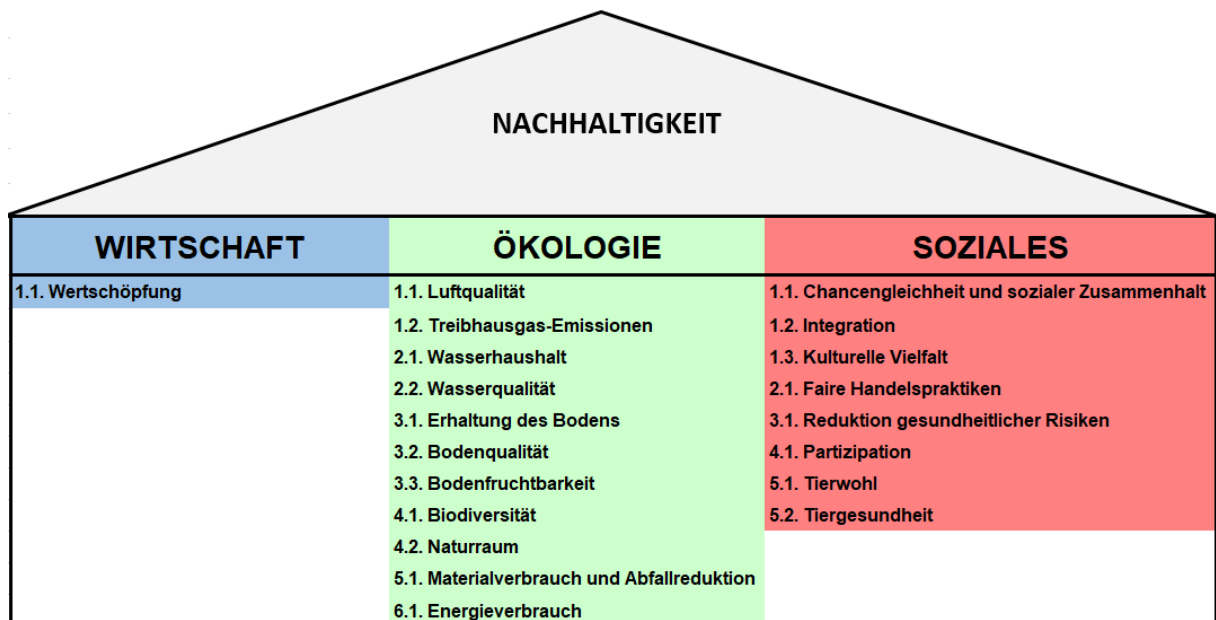 NACHHALTIGKEIT
WIRTSCHAFT
1.1. Wertschöpfung
ÖKOLOGIE
1.1. Luftqualität
1.2. Treibhausgas-Emissionen
2.1. Wasserhaushalt
2.2. Wasserqualität
3.1. Erhaltung des Bodens
3.2. Bodenqualität
3.3. Bodenfruchtbarkeit
4.1. Biodiversität
4.2. Naturraum
5.1. Materialverbrauch und Abfallreduktion
6.1. Energieverbrauch
SOZIALES
1.1. Chancengleichheit und sozialer Zusammenhalt
1.2. Integration
1.3. Kulturelle Vielfalt
2.1. Faire Handelspraktiken
3.1. Reduktion gesundheitlicher Risiken
4.1. Partizipation
5.1. Tierwohl
5.2. Tiergesundheit